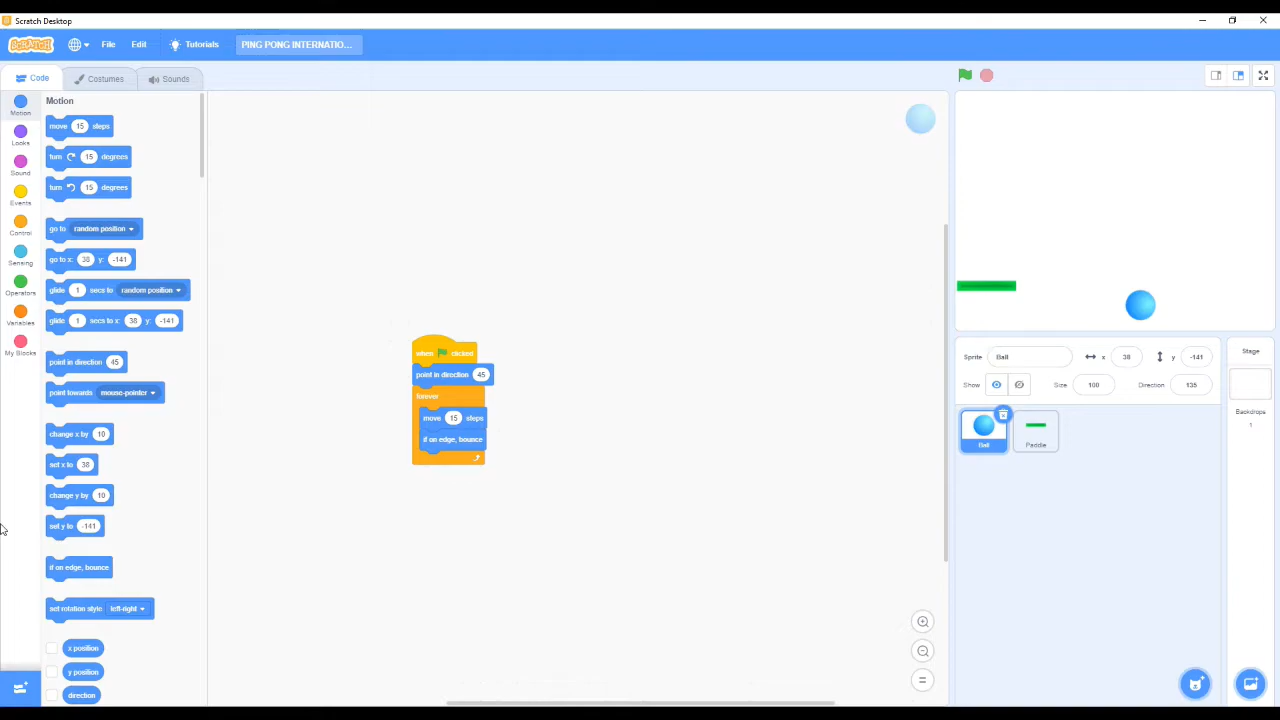 Scratch Desktop
SCRATCH File Edit Tutorials PING PONG INTERNATIO...
Code Costumes Sounds
Motion
Looks
Sound
Events
Control
Sensing
Operators
Variables
My Blocks
Motion
move 15 steps
turn 15 degrees
turn 15 degrees
go to random position
go to x: 38 y: -141
glide 1 secs to random position
glide 1 secs to x: 38 y: -141
point in direction 45
point towards mouse-pointer
change x by 10
set x to 38
change y by 10
set y to -141
if on edge, bounce
set rotation style left-right
x position
y position
direction
when clicked
point in direction 45
forever
move 15 steps
if on edge, bounce
Sprite Ball x 38 y -141
Show Size 100 Direction 135
Ball Paddle
Stage
Backdrops
1